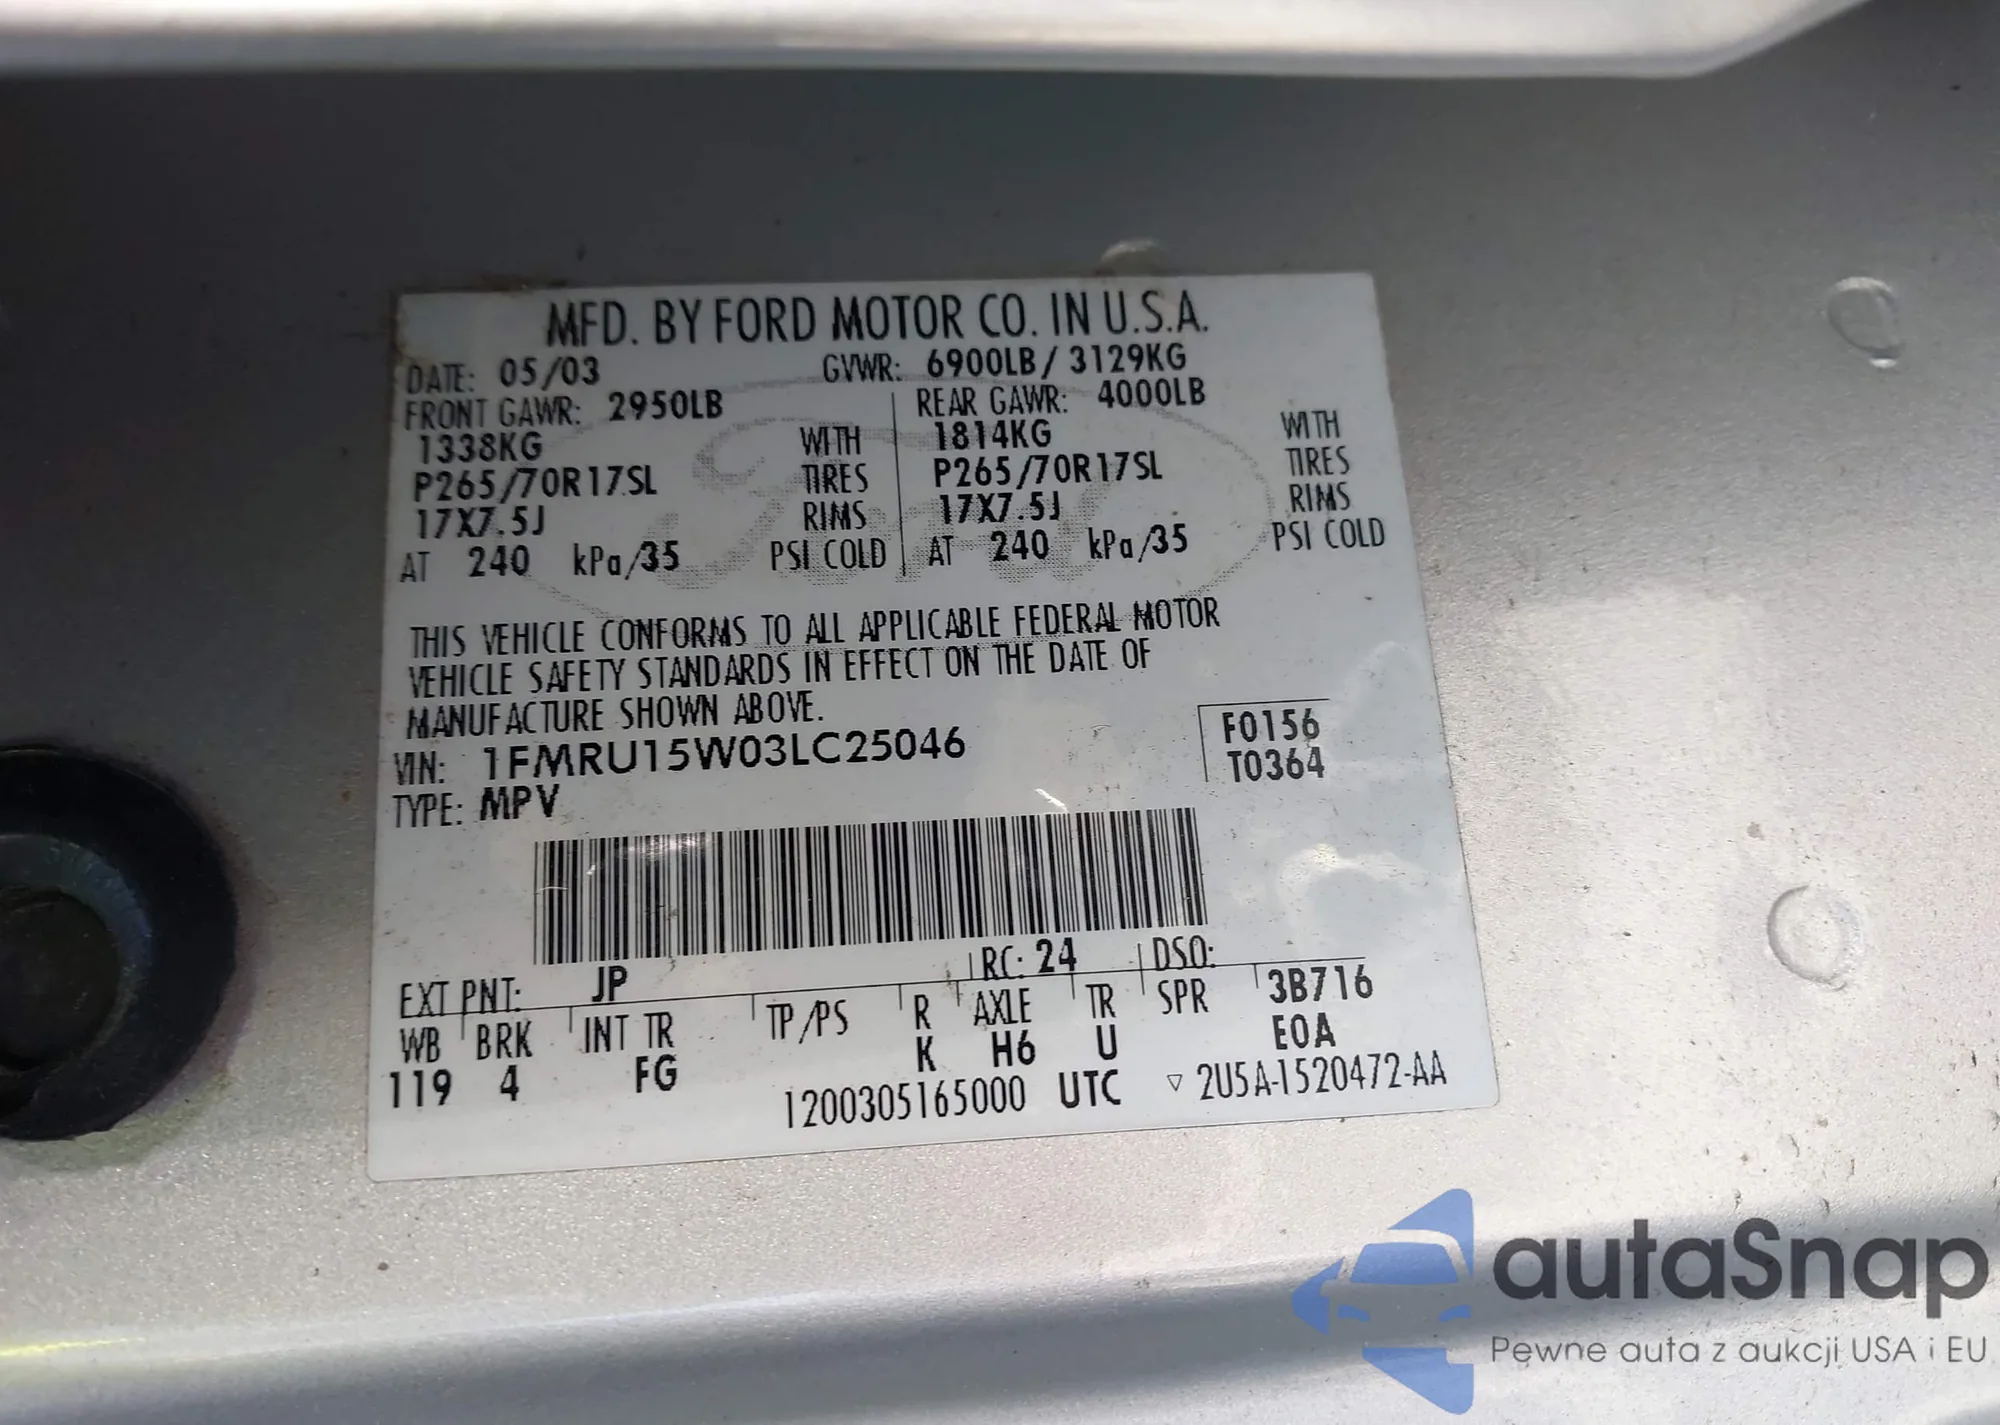 MFD. BY FORD MOTOR CO. IN U.S.A.
DATE: 05/03 GVWR: 6900LB / 3129KG
FRONT GAWR: 2950LB REAR GAWR: 4000LB
1338KG WITH 1814KG WITH
P265/70R17SL TIRES P265/70R17SL TIRES
17X7.5J RIMS 17X7.5J RIMS
AT 240 kPa/35 PSI COLD AT 240 kPa/35 PSI COLD
THIS VEHICLE CONFORMS TO ALL APPLICABLE FEDERAL MOTOR
VEHICLE SAFETY STANDARDS IN EFFECT ON THE DATE OF
MANUFACTURE SHOWN ABOVE.
F0156
VIN: 1FMRU15W03LC25046 T0364
TYPE: MPV
EXT PNT: JP RC: 24 DSO:
WB BRK INT TR TP/PS R AXLE TR SPR 3B716
119 4 FG K H6 U E0A
1200305165000 UTC ▽ 2U5A-1520472-AA
autaSnap
Pewne auta z aukcji USA i EU